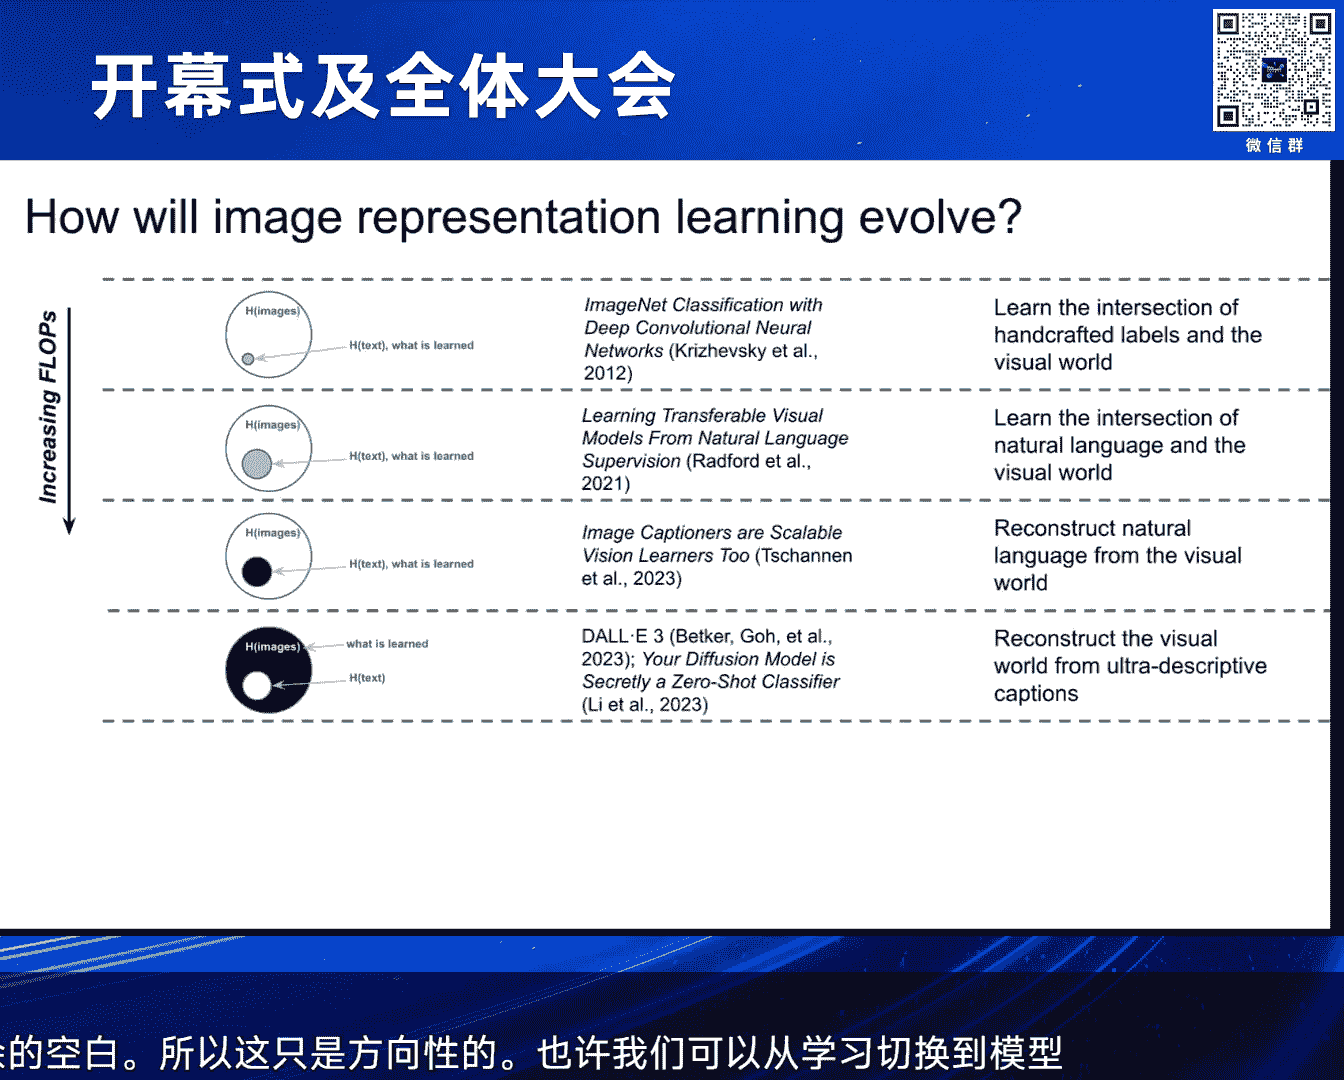 开幕式及全体大会
微信群
How will image representation learning evolve?
Increasing FLOPs
H(images)
H(text), what is learned
ImageNet Classification with
Deep Convolutional Neural
Networks (Krizhevsky et al.,
2012)
Learn the intersection of
handcrafted labels and the
visual world
H(images)
H(text), what is learned
Learning Transferable Visual
Models From Natural Language
Supervision (Radford et al.,
2021)
Learn the intersection of
natural language and the
visual world
H(images)
H(text), what is learned
Image Captioners are Scalable
Vision Learners Too (Tschannen
et al., 2023)
Reconstruct natural
language from the visual
world
H(images)
what is learned
H(text)
DALL·E 3 (Betker, Goh, et al.,
2023); Your Diffusion Model is
Secretly a Zero-Shot Classifier
(Li et al., 2023)
Reconstruct the visual
world from ultra-descriptive
captions
的空白。所以这只是方向性的。也许我们可以从学习切换到模型